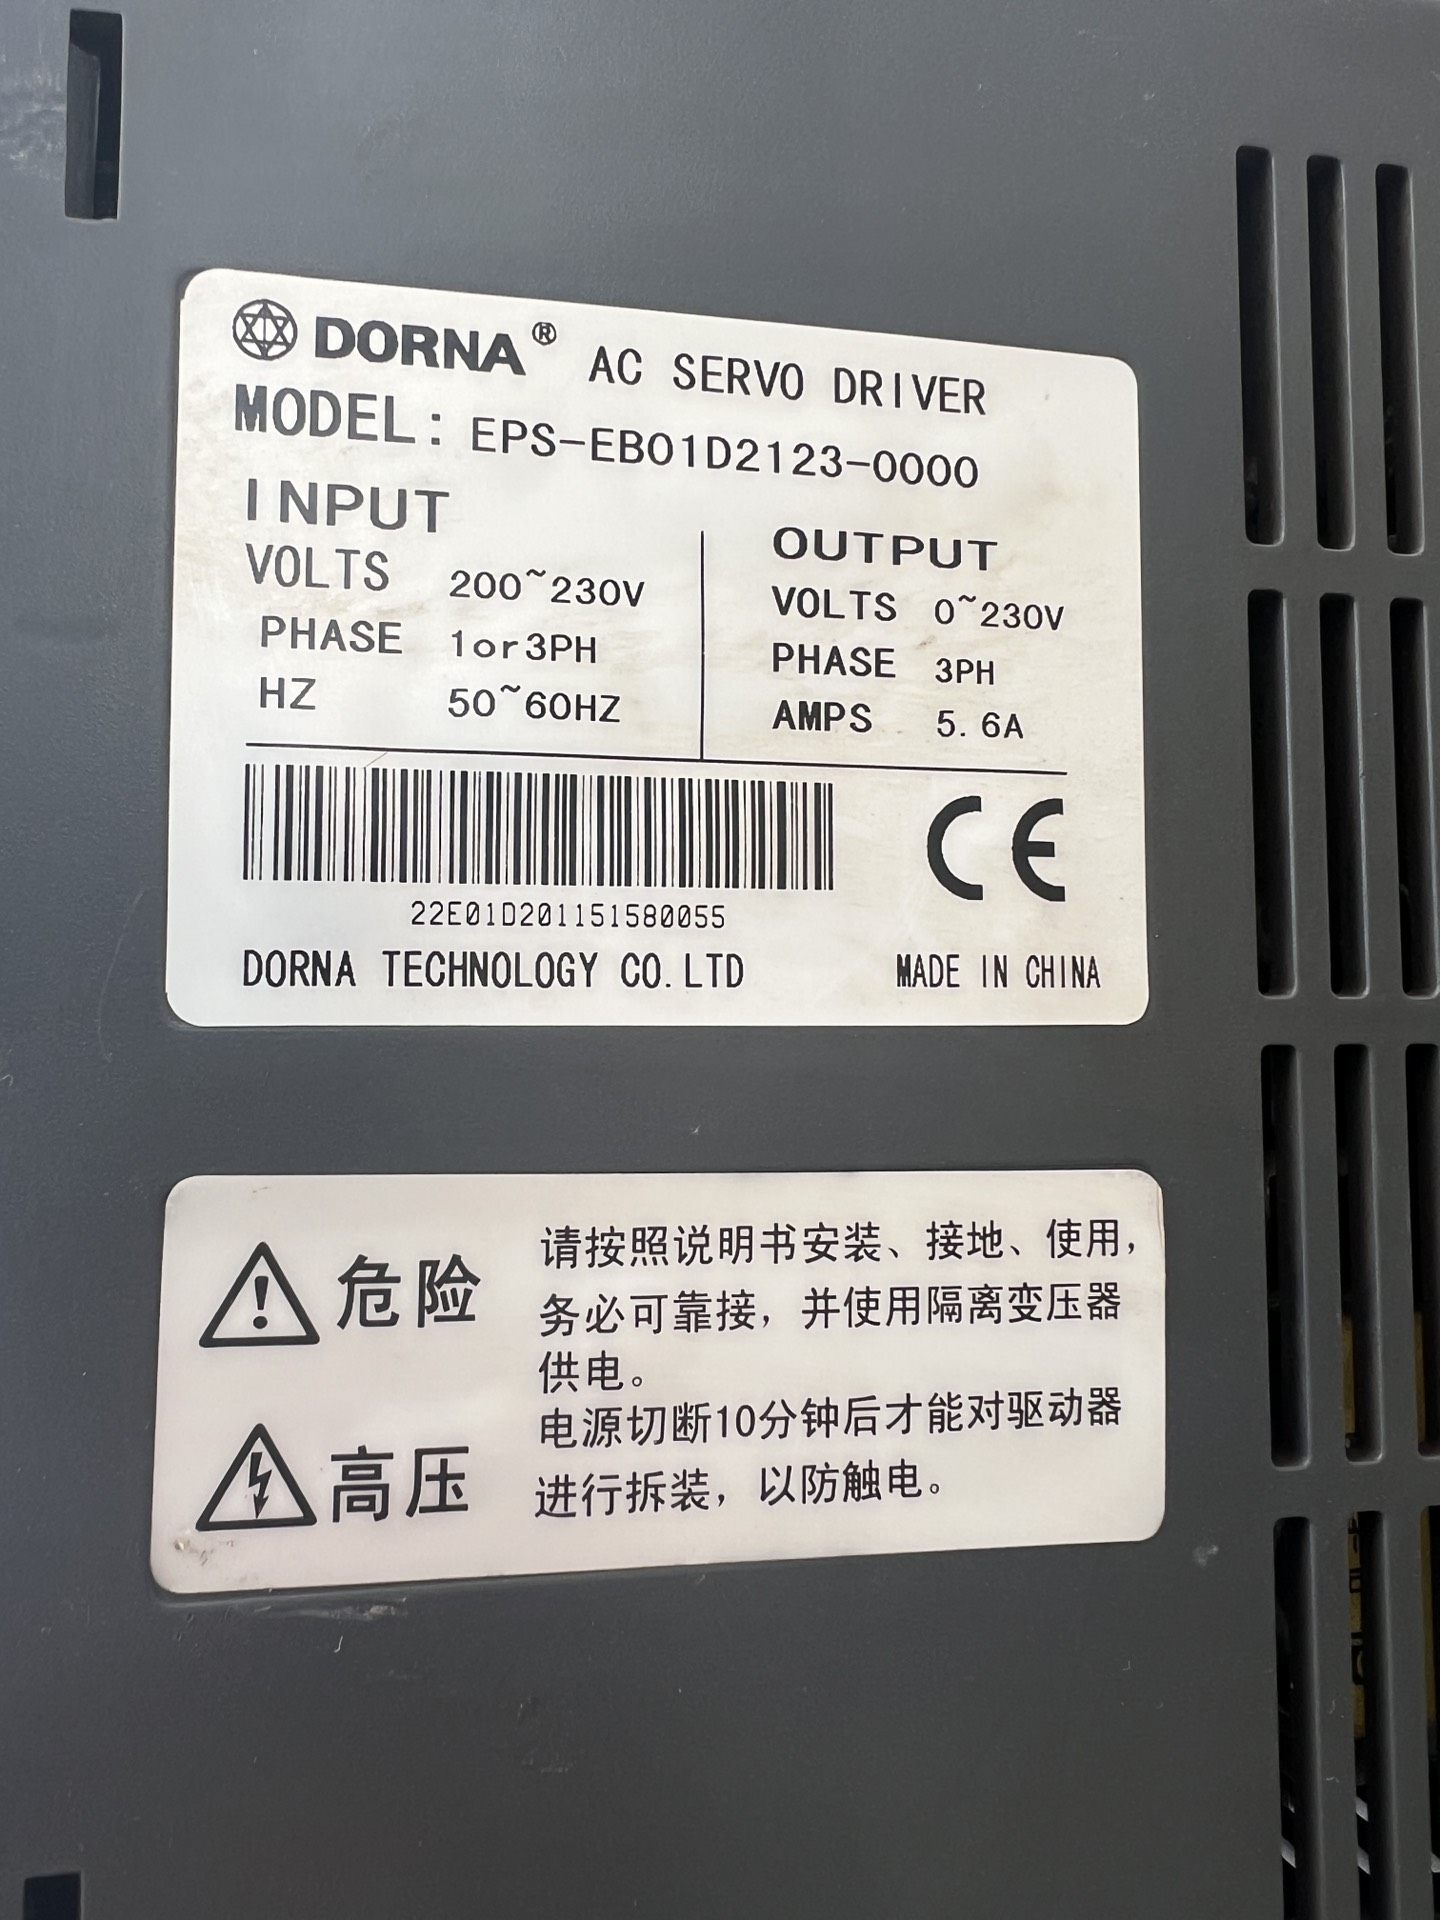 DORNA® AC SERVO DRIVER
MODEL: EPS-EB01D2123-0000
INPUT
VOLTS 200~230V
PHASE 1or3PH
HZ 50~60HZ
OUTPUT
VOLTS 0~230V
PHASE 3PH
AMPS 5.6A
22E01D201151580055
CE
DORNA TECHNOLOGY CO.LTD
MADE IN CHINA
危险
请按照说明书安装、接地、使用,
务必可靠接，并使用隔离变压器
供电。
高压
电源切断10分钟后才能对驱动器
进行拆装，以防触电。